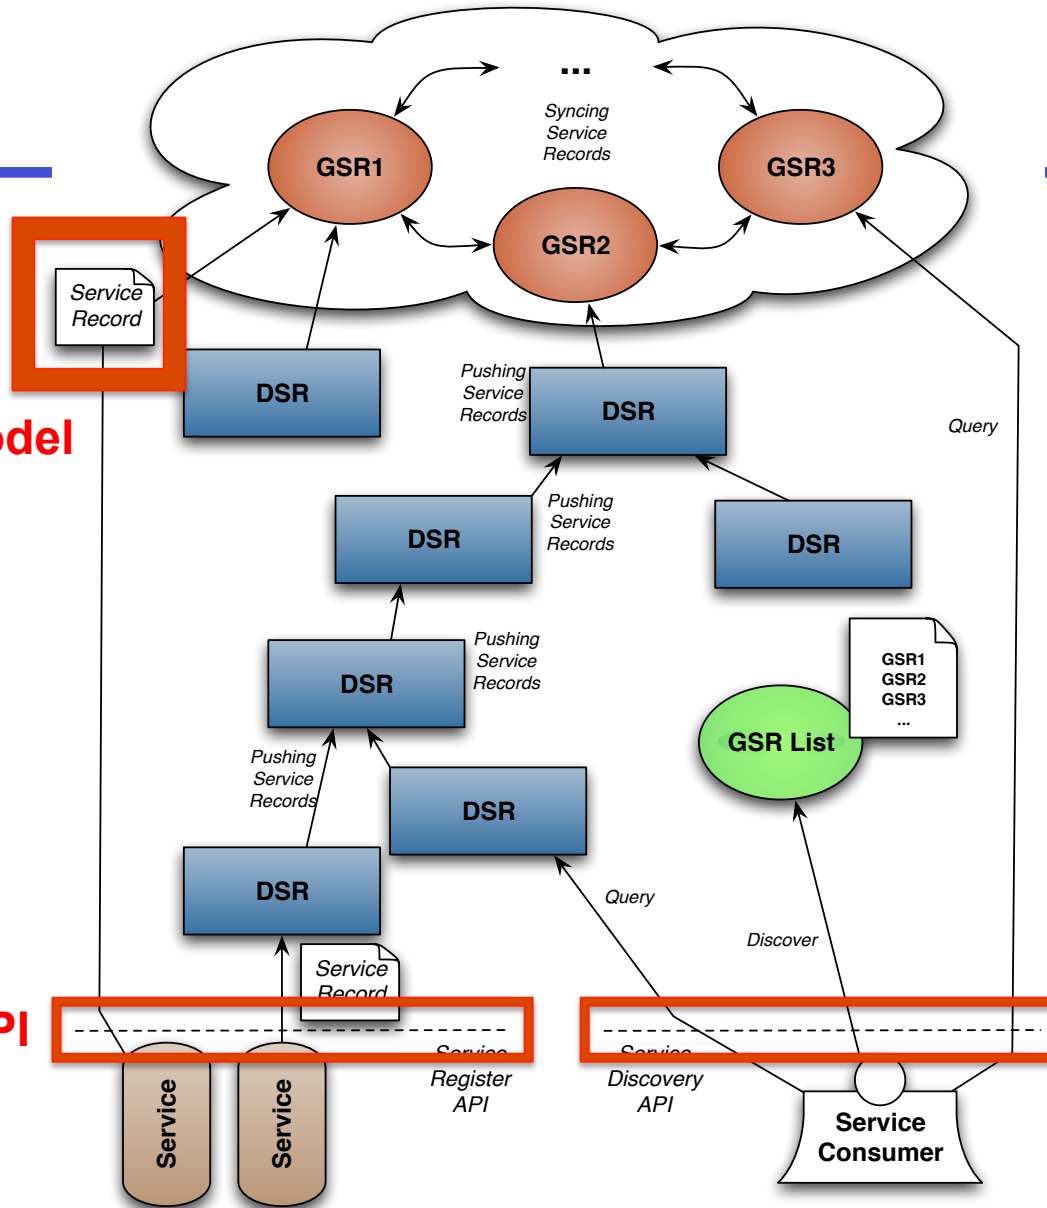 ...
Syncing
Service
Records
GSR1
GSR3
GSR2
Service
Record
DSR
Pushing
Service
Records
DSR
odel
Query
DSR
Pushing
Service
Records
DSR
DSR
Pushing
Service
Records
GSR1
GSR2
GSR3
...
GSR List
Pushing
Service
Records
DSR
DSR
Query
Discover
Service
Record
PI
Service
Register
API
Service
Discovery
API
Service
Service
Service
Consumer